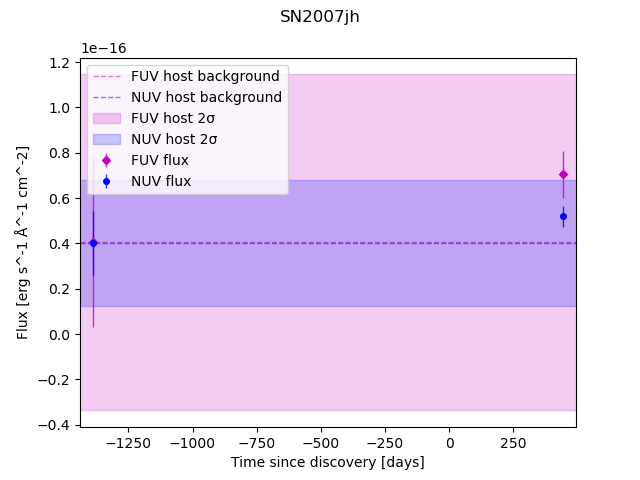 SN2007jh
1e−16
FUV host background
NUV host background
FUV host 2σ
NUV host 2σ
FUV flux
NUV flux
1.2
1.0
0.8
0.6
0.4
0.2
0.0
−0.2
−0.4
Flux [erg s^-1 Å^-1 cm^-2]
−1250 −1000 −750 −500 −250 0 250
Time since discovery [days]